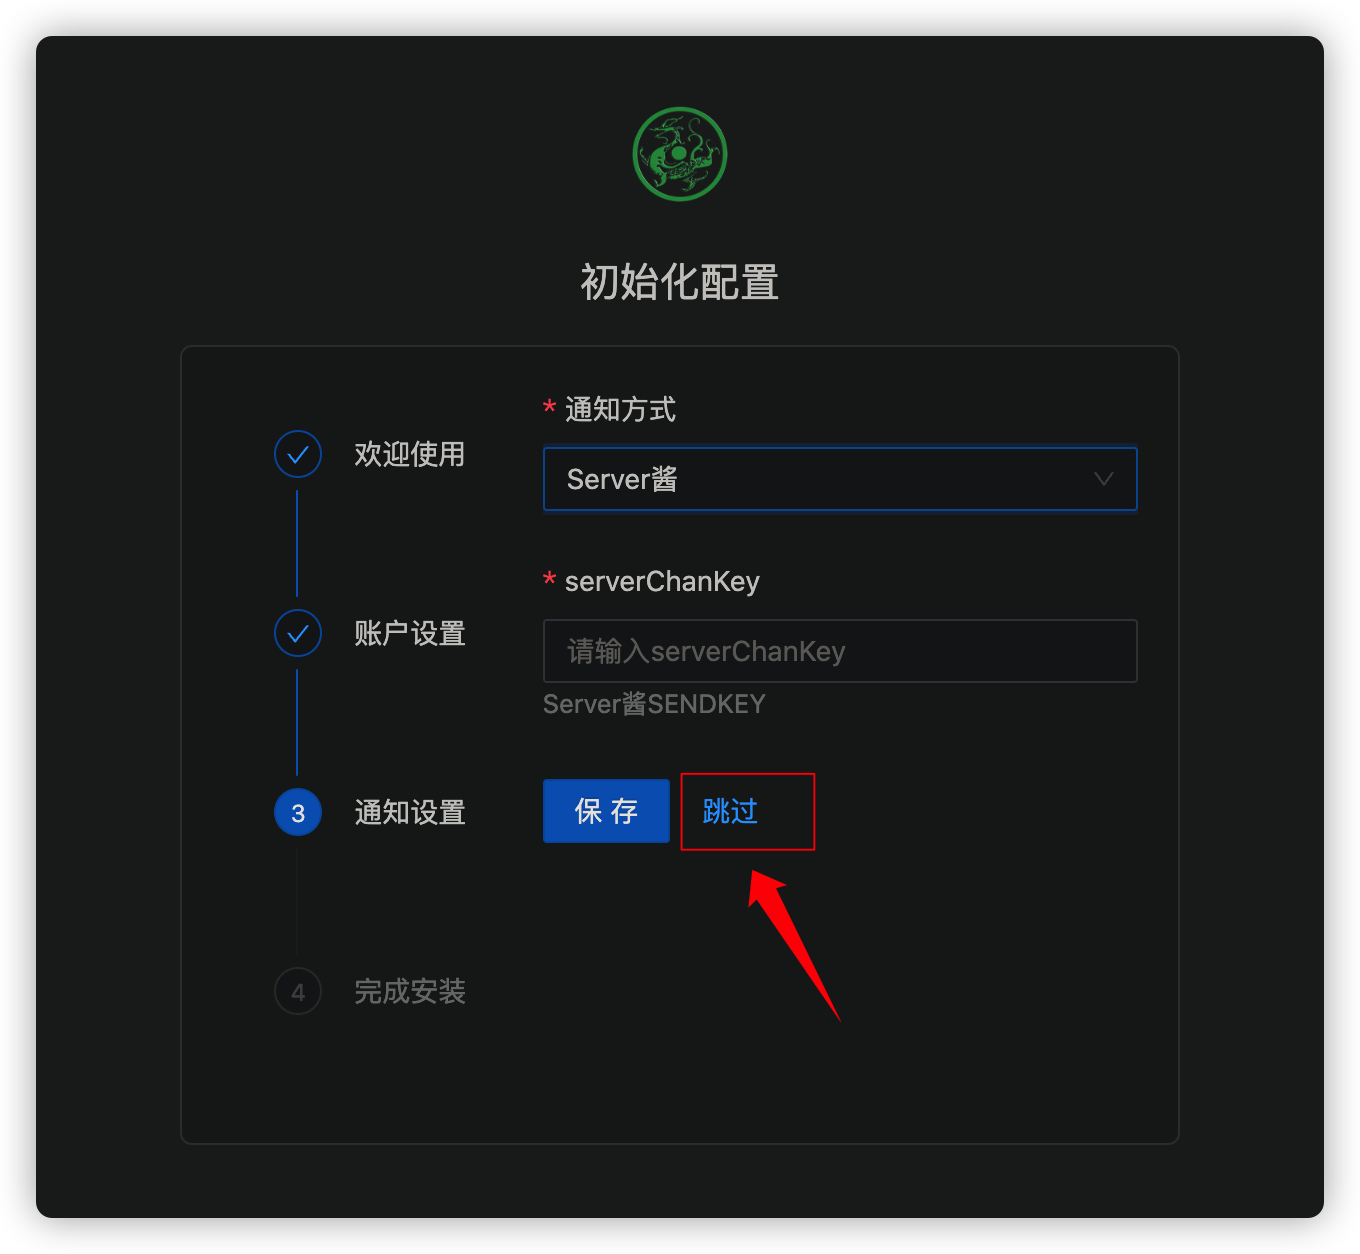 初始化配置
欢迎使用
账户设置
3 通知设置
4 完成安装
* 通知方式
Server酱
* serverChanKey
请输入serverChanKey
Server酱SENDKEY
保存 跳过